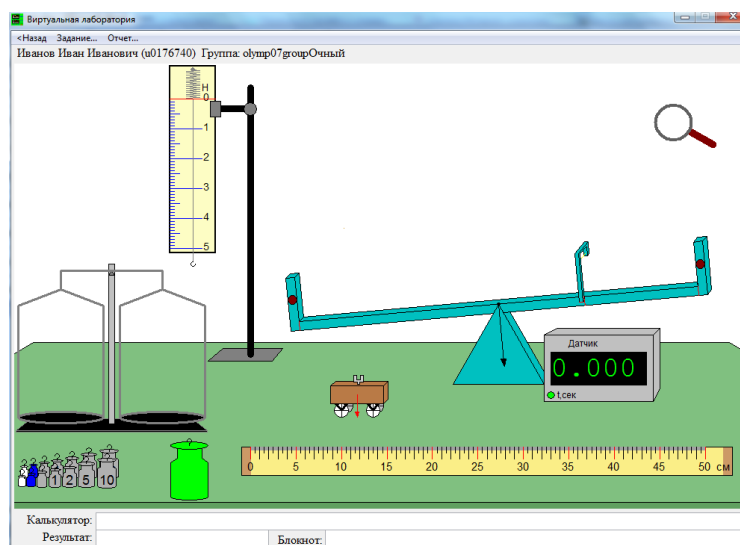 Виртуальная лаборатория
<Назад Задание... Отчет...
Иванов Иван Иванович (u0176740) Группа: olymp07groupОчный
Н
0
1
2
3
4
5
Датчик
0.000
t,сек
1 2 5 10
0 5 10 15 20 25 30 35 40 45 50 см
Калькулятор:
Результат: Блокнот: